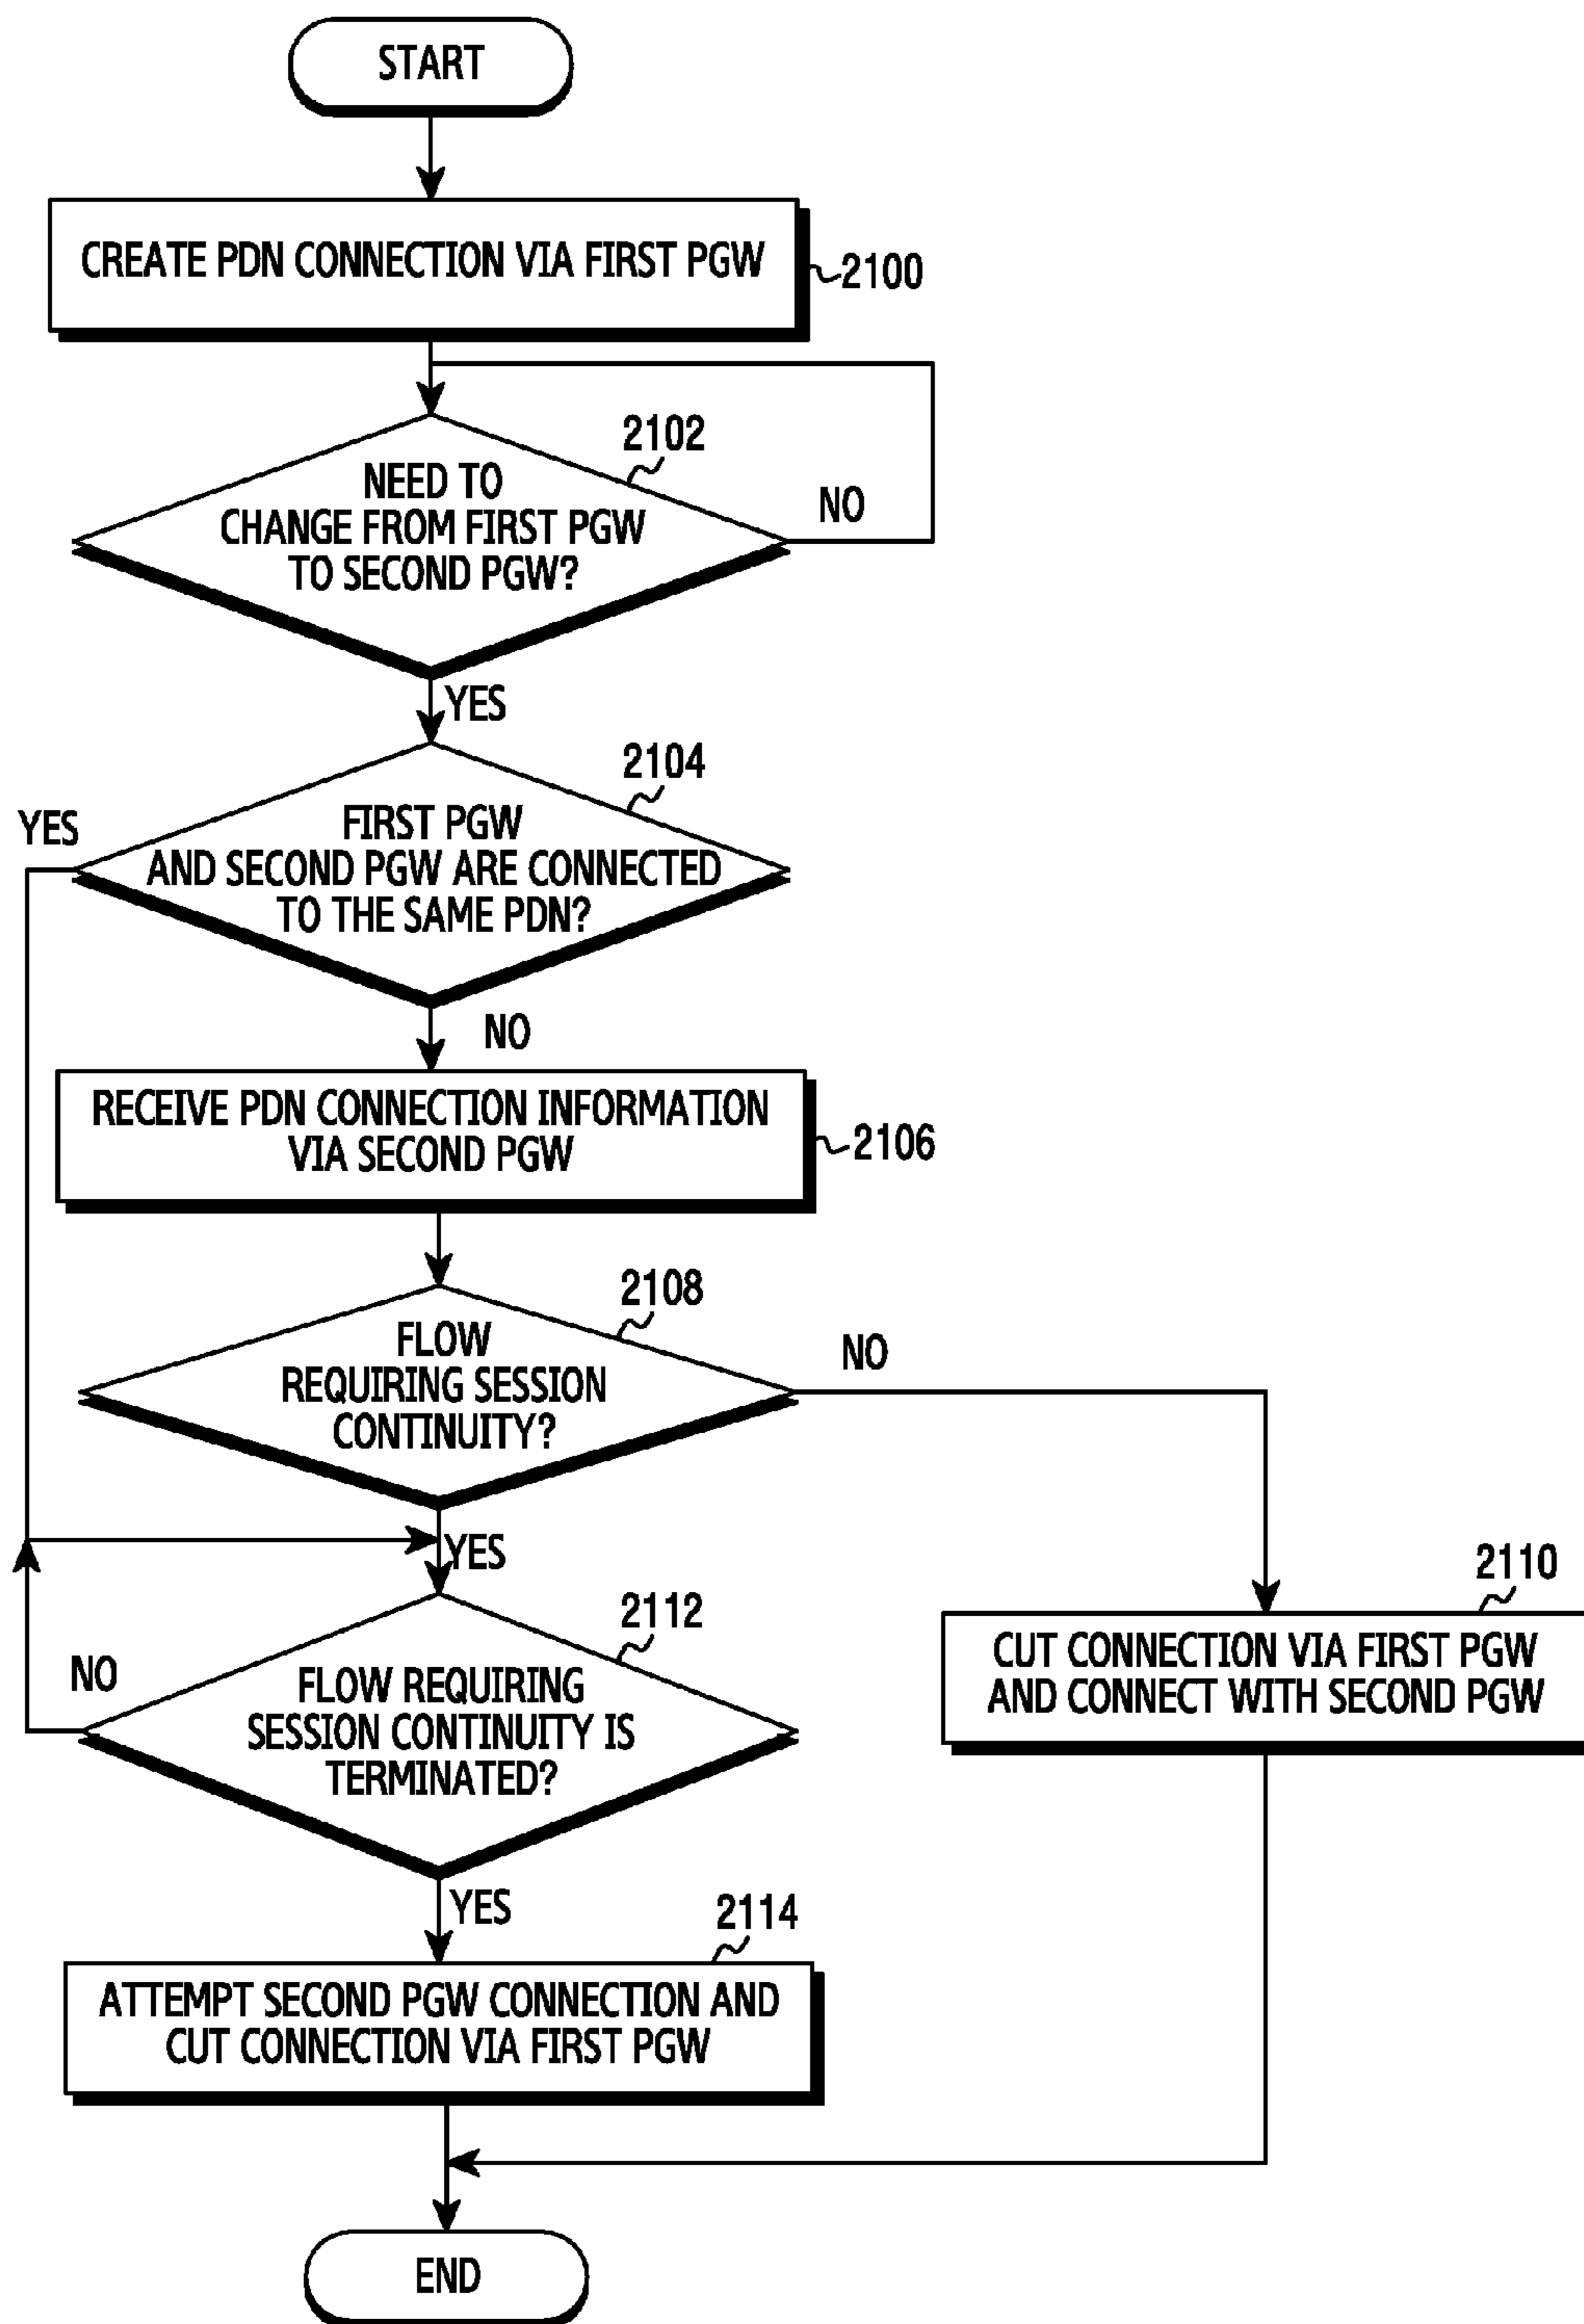 START
CREATE PDN CONNECTION VIA FIRST PGW
2100
2102
NEED TO
CHANGE FROM FIRST PGW
TO SECOND PGW?
NO
YES
2104
YES
FIRST PGW
AND SECOND PGW ARE CONNECTED
TO THE SAME PDN?
NO
RECEIVE PDN CONNECTION INFORMATION
VIA SECOND PGW
2106
2108
FLOW
REQUIRING SESSION
CONTINUITY?
NO
YES
2110
CUT CONNECTION VIA FIRST PGW
AND CONNECT WITH SECOND PGW
2112
NO
FLOW REQUIRING
SESSION CONTINUITY IS
TERMINATED?
YES
2114
ATTEMPT SECOND PGW CONNECTION AND
CUT CONNECTION VIA FIRST PGW
END